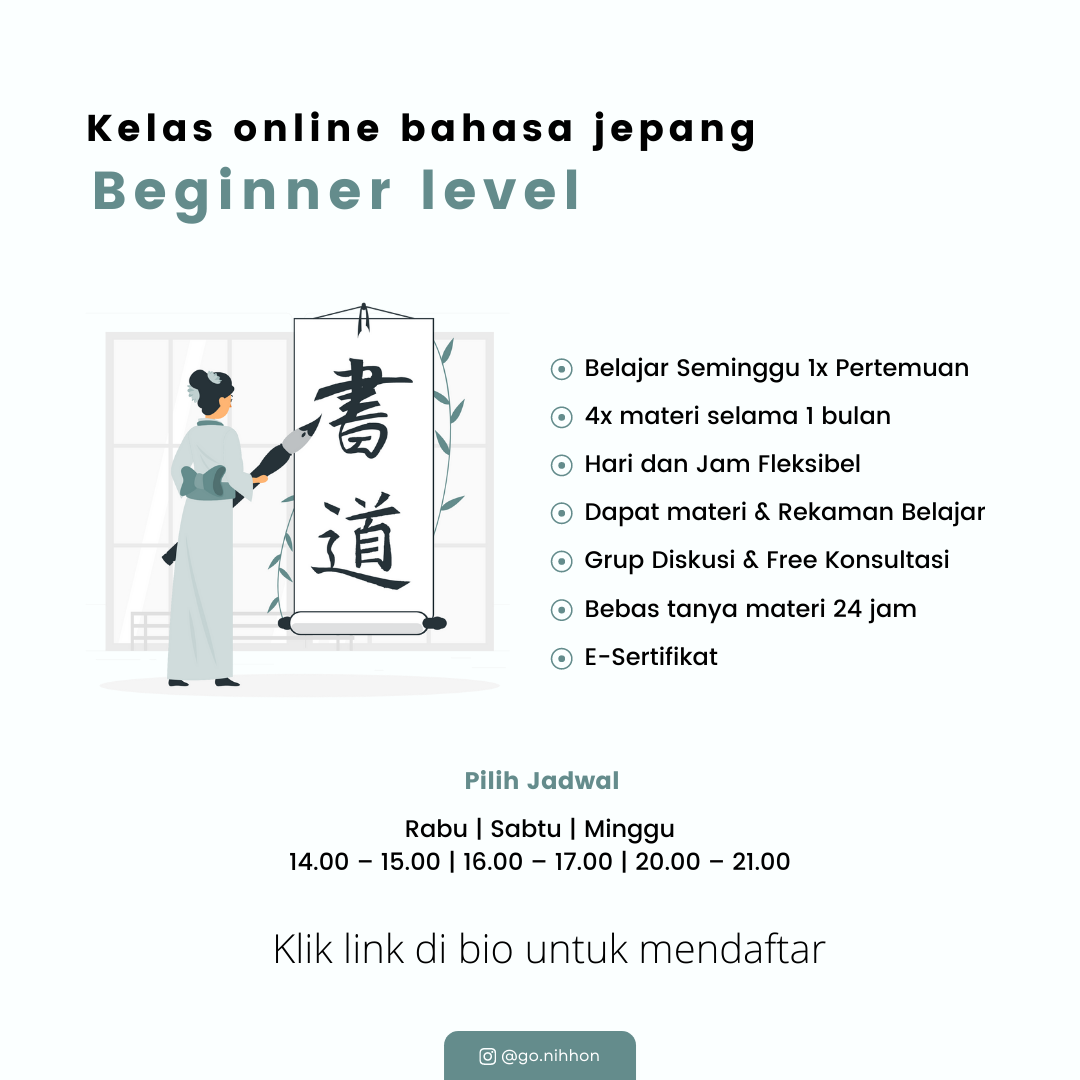 Kelas online bahasa jepang
Beginner level
書
道
Belajar Seminggu 1x Pertemuan
4x materi selama 1 bulan
Hari dan Jam Fleksibel
Dapat materi & Rekaman Belajar
Grup Diskusi & Free Konsultasi
Bebas tanya materi 24 jam
E-Sertifikat
Pilih Jadwal
Rabu | Sabtu | Minggu
14.00 – 15.00 | 16.00 – 17.00 | 20.00 – 21.00
Klik link di bio untuk mendaftar
@go.nihhon